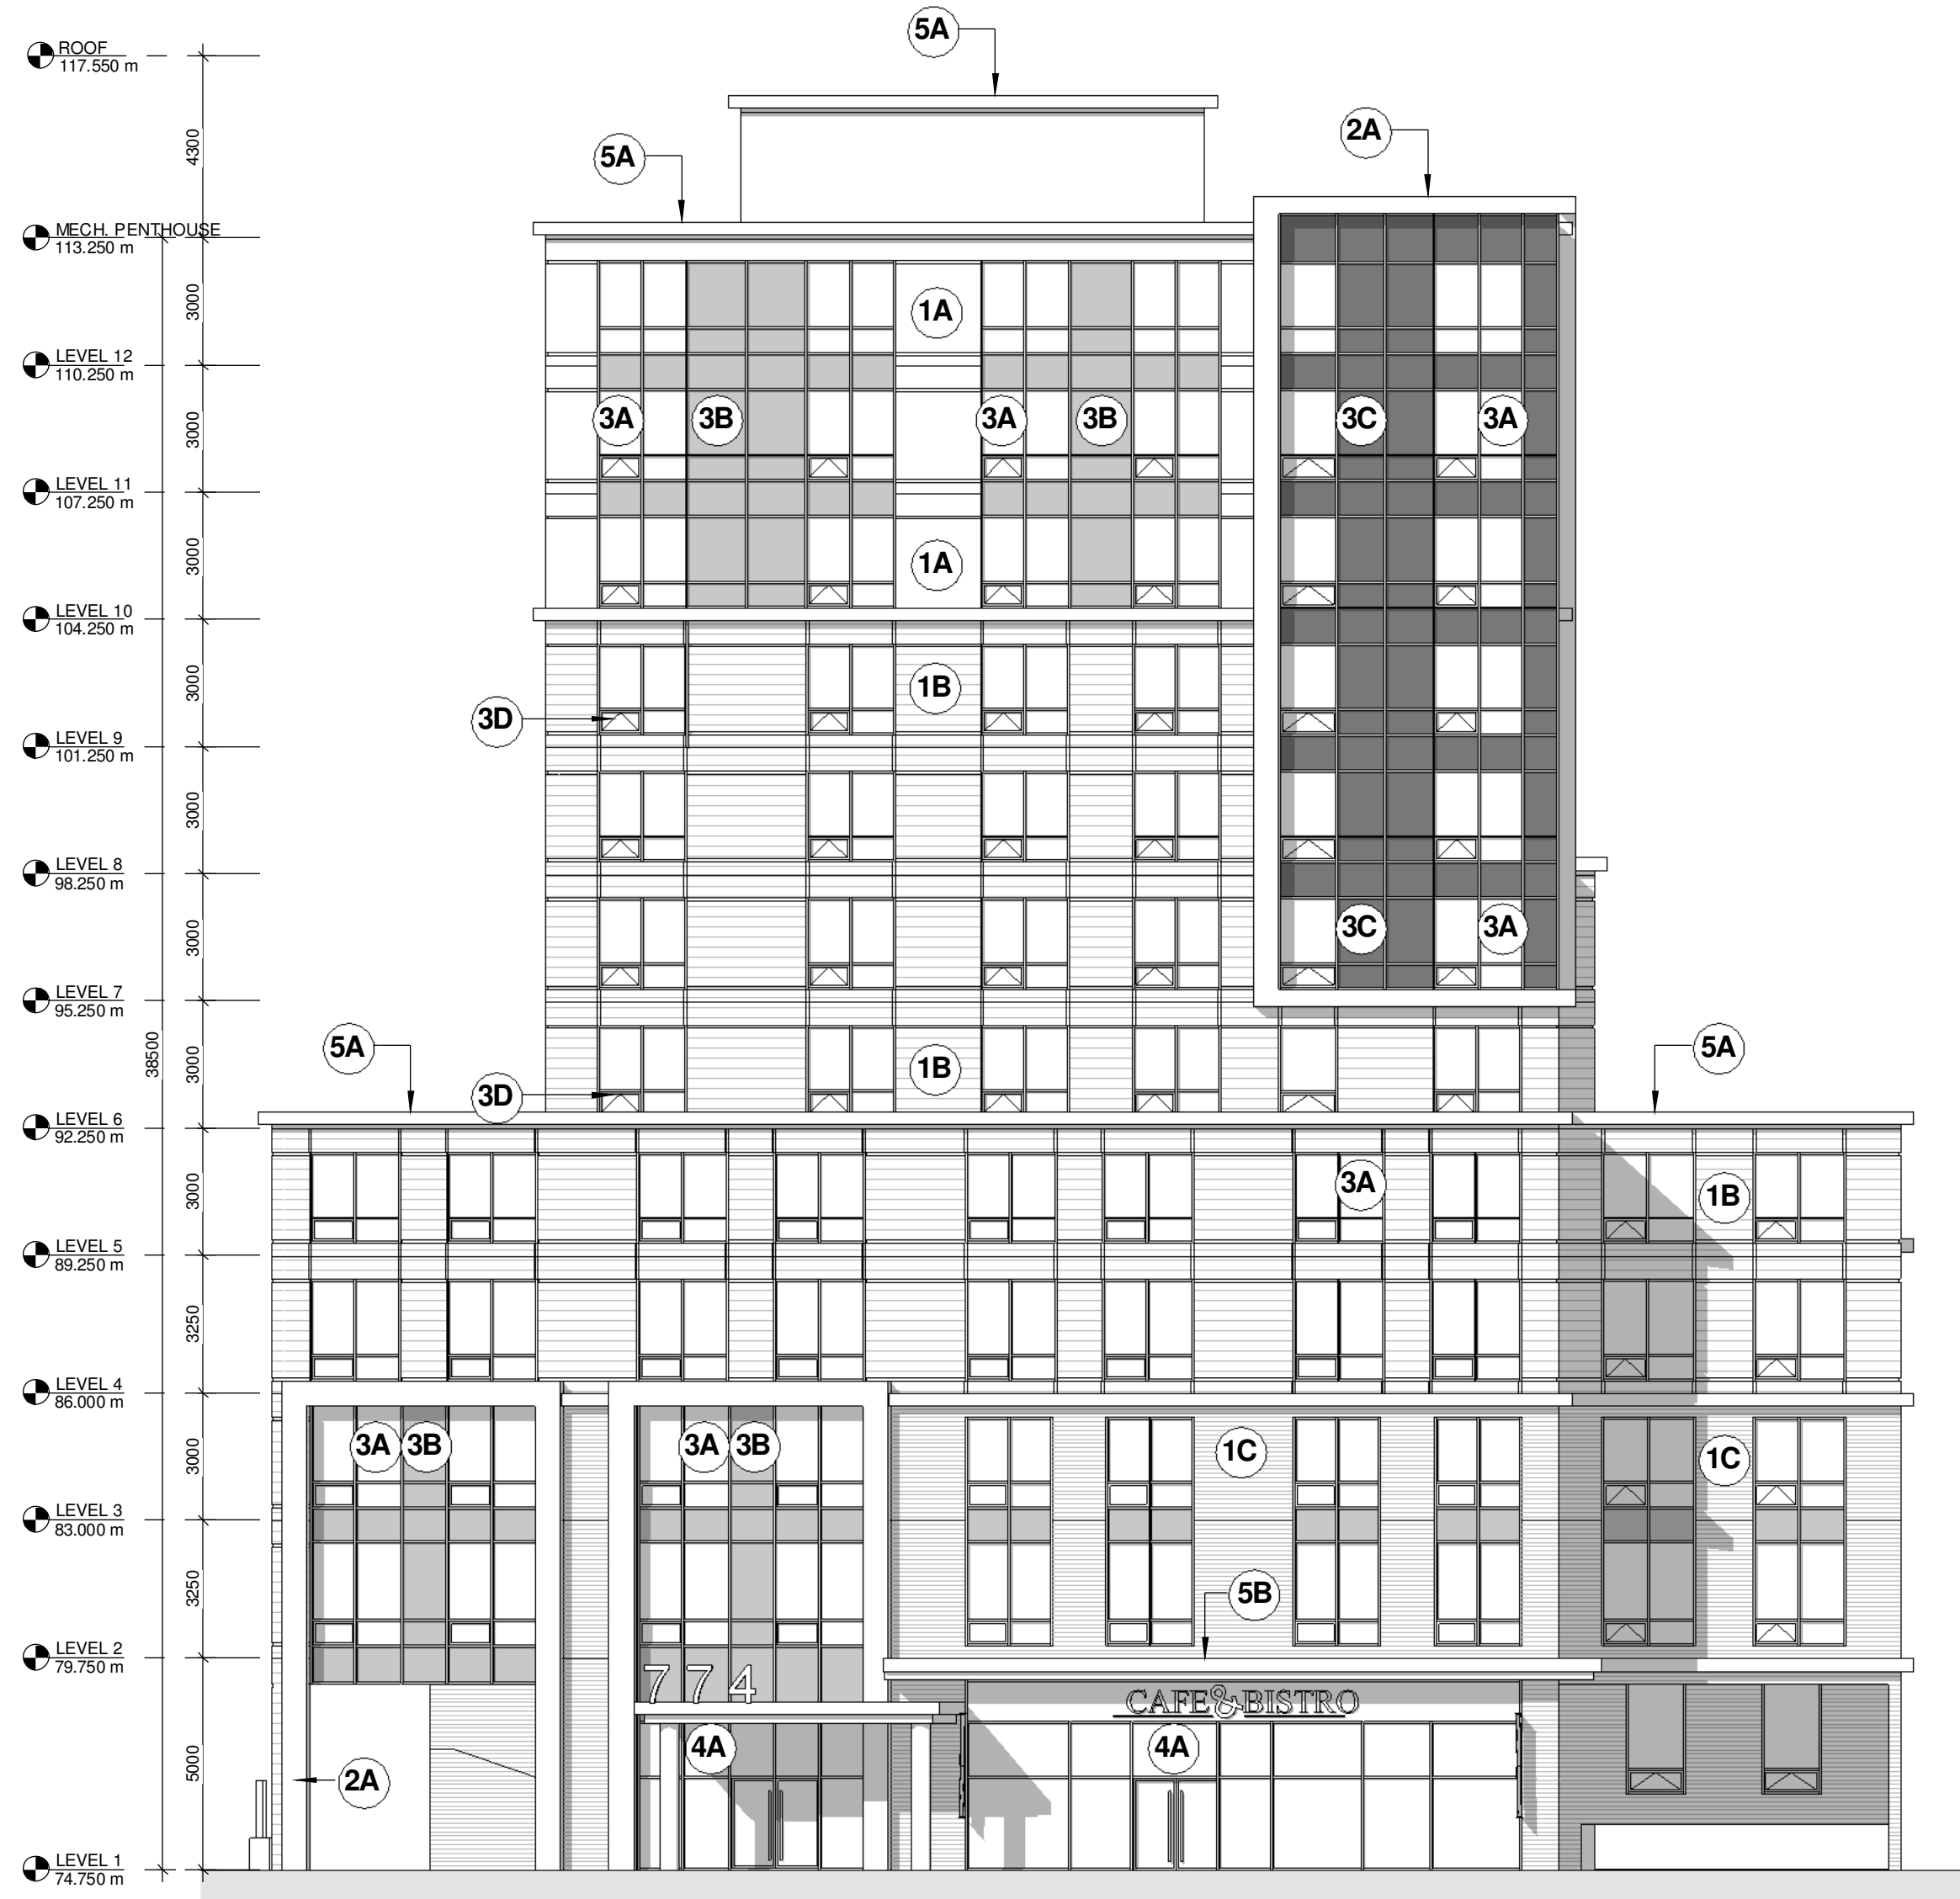 5A
ROOF
117.550 m
2A
4300
5A
MECH. PENTHOUSE
113.250 m
3000
1A
LEVEL 12
110.250 m
3000
3A
3B
3A
3B
3C
3A
LEVEL 11
107.250 m
3000
1A
LEVEL 10
104.250 m
3000
1B
3D
LEVEL 9
101.250 m
3000
LEVEL 8
98.250 m
3000
3C
3A
LEVEL 7
95.250 m
38500
3000
5A
5A
1B
3D
LEVEL 6
92.250 m
3000
3A
1B
LEVEL 5
89.250 m
3250
LEVEL 4
86.000 m
3000
3A
3B
3A
3B
1C
1C
LEVEL 3
83.000 m
3250
5B
LEVEL 2
79.750 m
774
CAFE&BISTRO
5000
4A
4A
2A
LEVEL 1
74.750 m